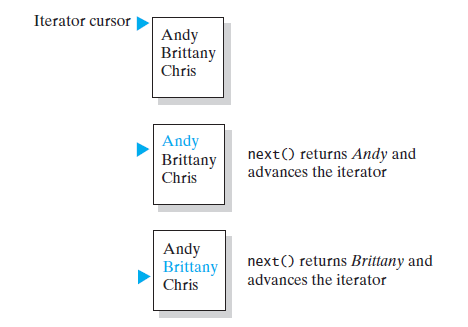 Iterator cursor
Andy
Brittany
Chris
Andy
Brittany
Chris
next() returns Andy and
advances the iterator
Andy
Brittany
Chris
next() returns Brittany and
advances the iterator